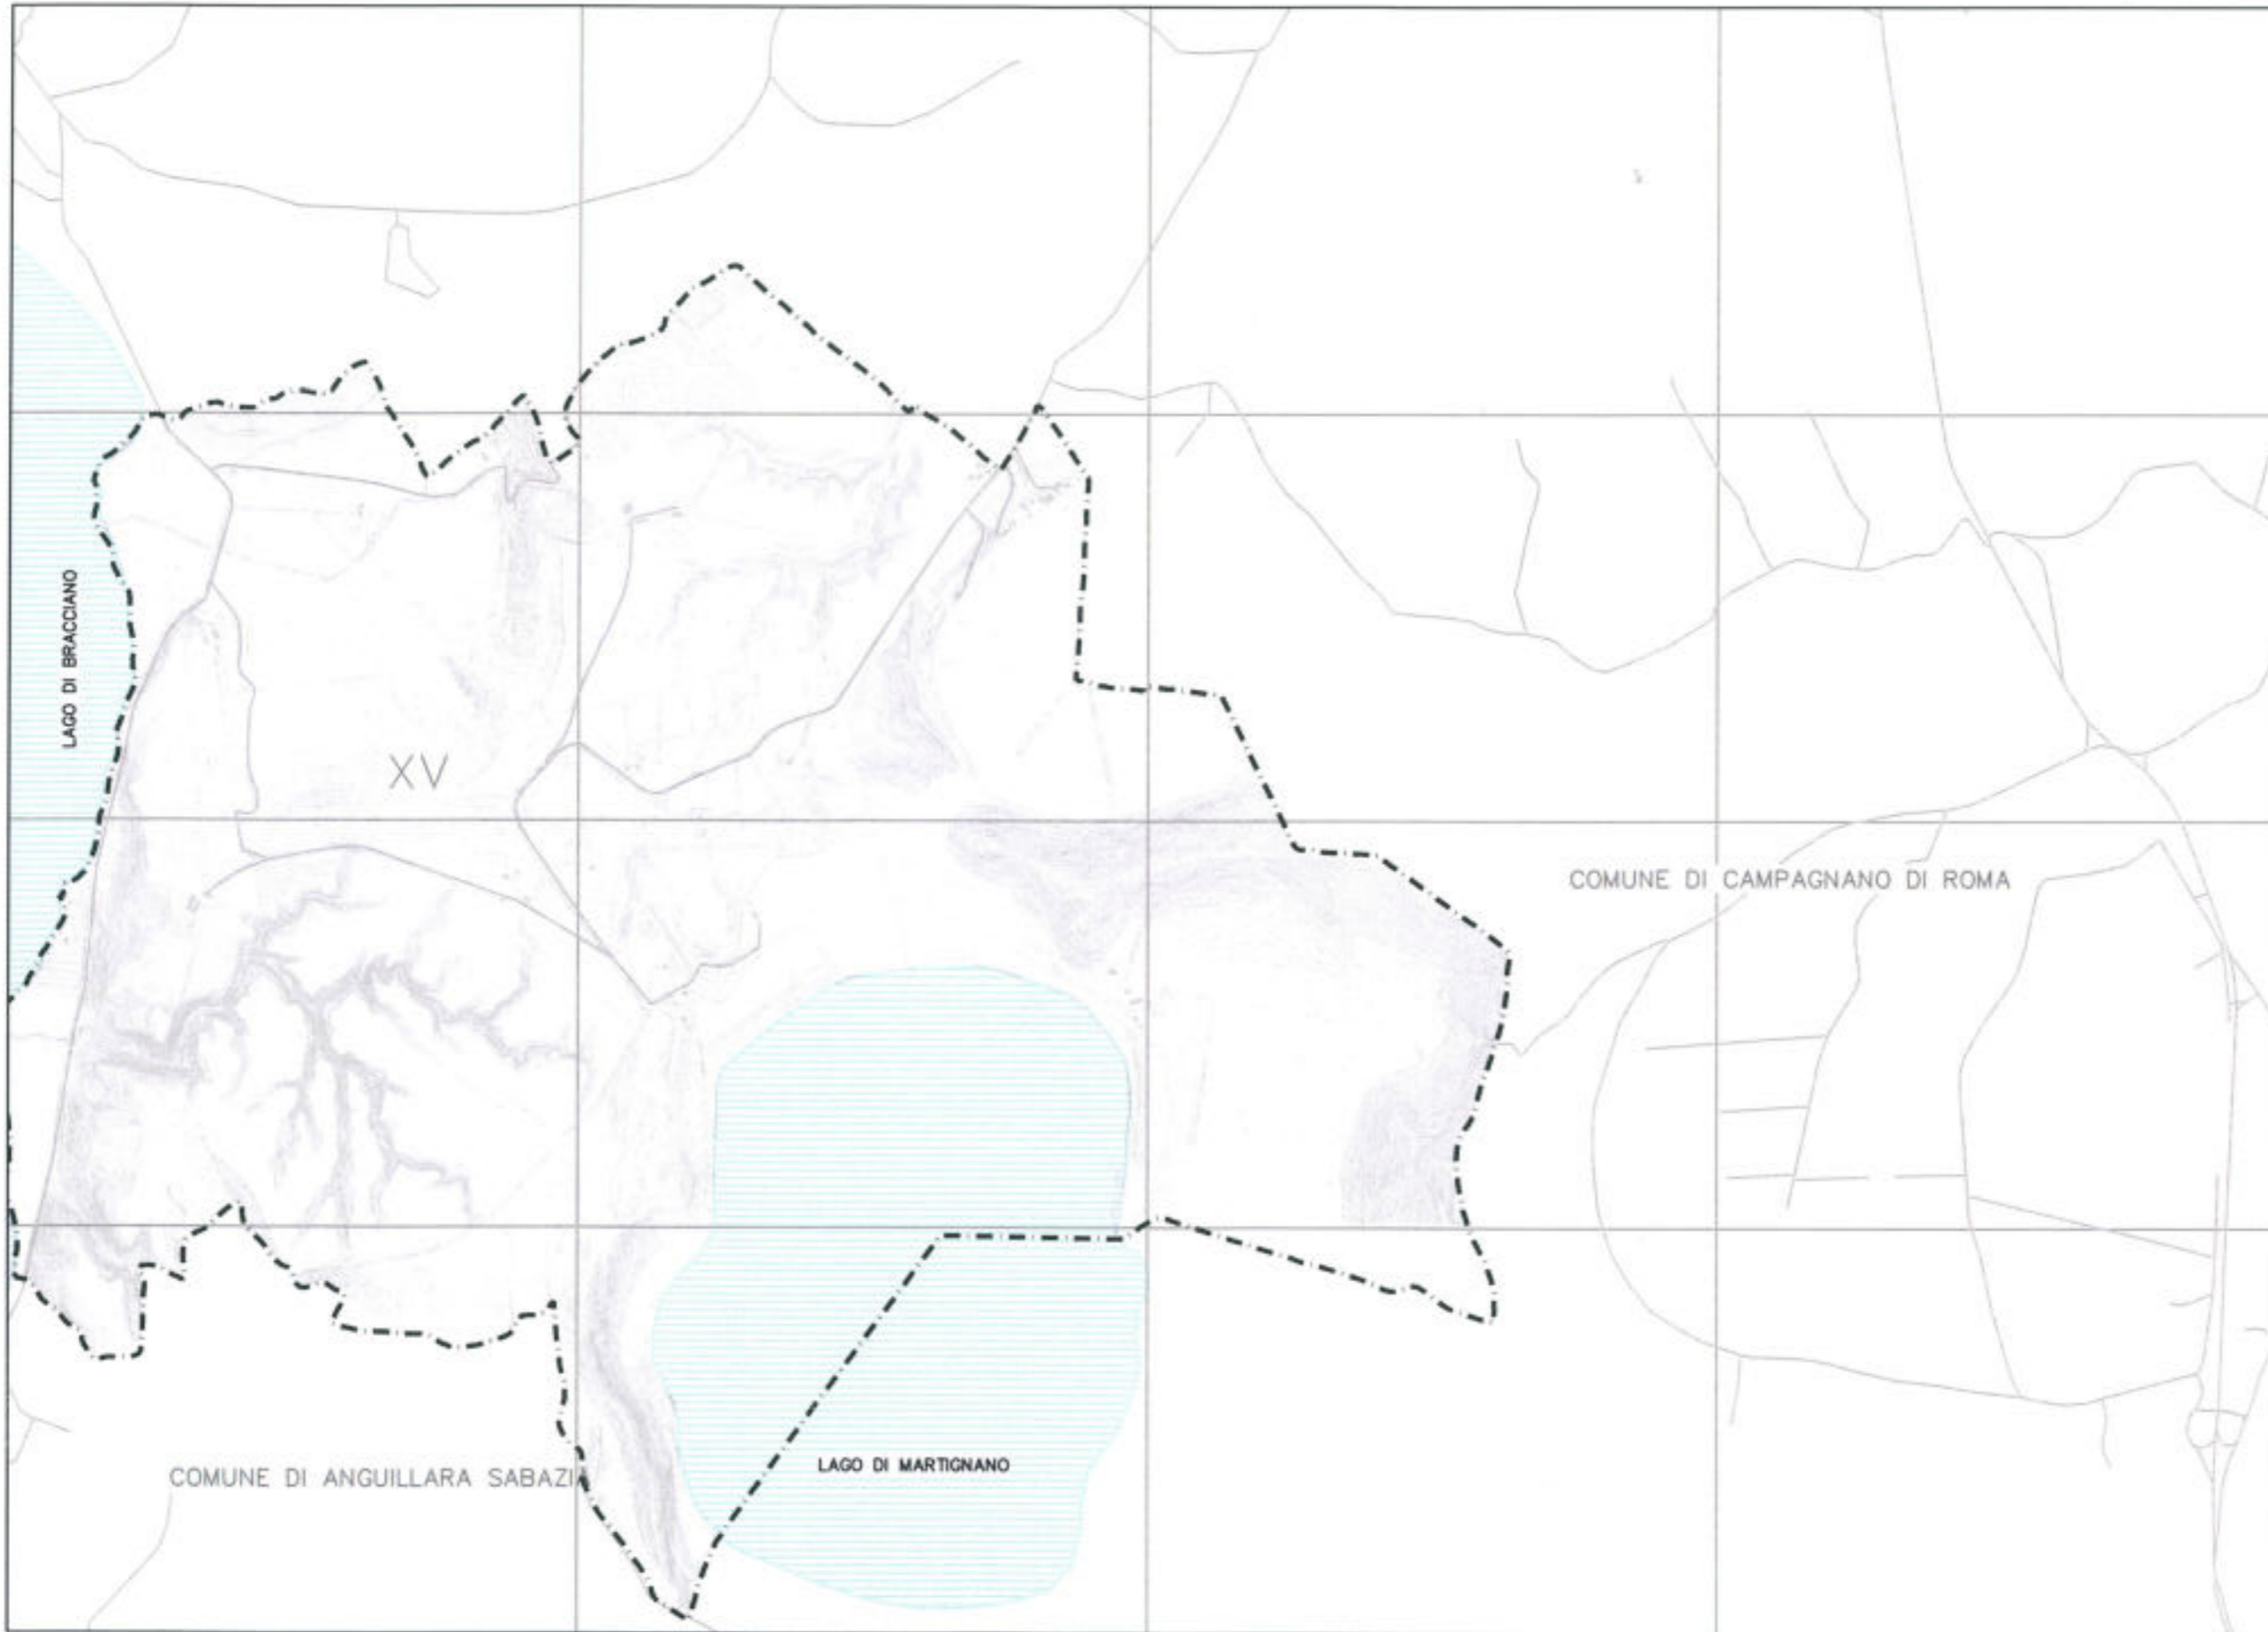 LAGO DI BRACCIANO
XV
COMUNE DI CAMPAGNANO DI ROMA
COMUNE DI ANGUILLARA SABAZIA
LAGO DI MARTIGNANO